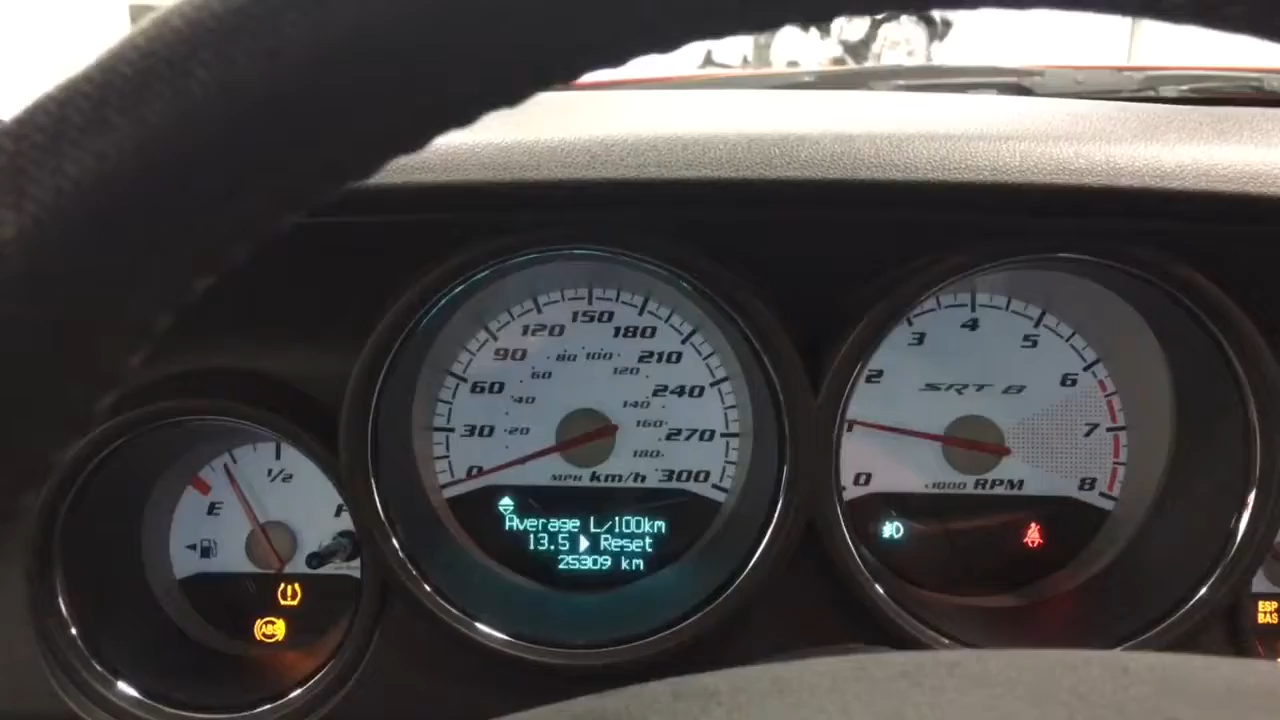 150
120 180
90 80 100 210
60 120
60 240
40 140
30 20 160 270
180
0 MPH km/h 300
Average L/100km
13.5 Reset
25309 km
4
3 5
2 6
SRT 8
7
0 x1000 RPM 8
1/2
E F
ABS
ESP
BAS